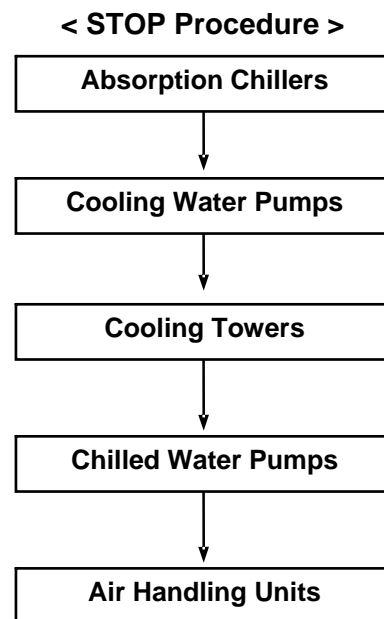 < STOP Procedure >
Absorption Chillers
Cooling Water Pumps
Cooling Towers
Chilled Water Pumps
Air Handling Units